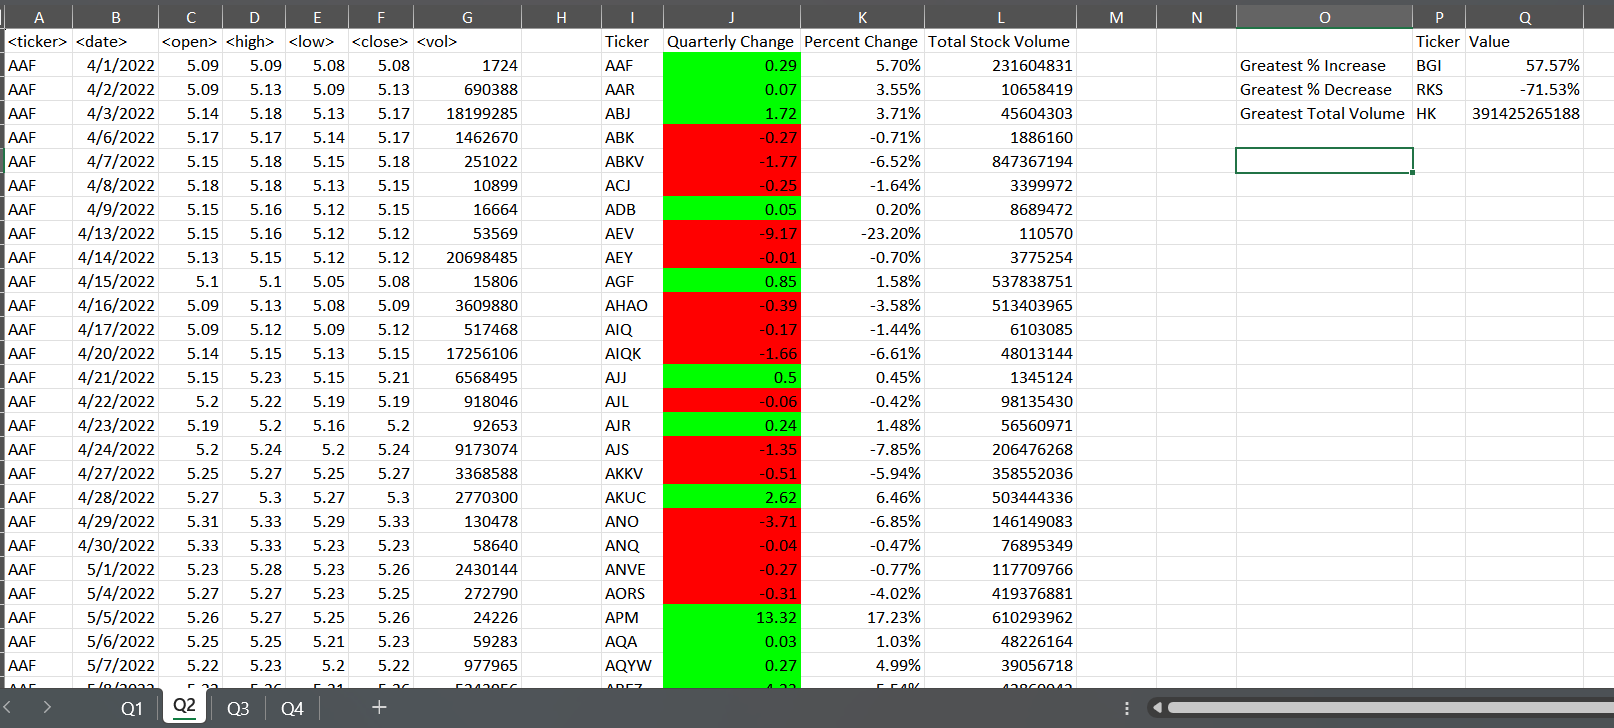 A B C D E F G H I J K L M N O P Q
<ticker> <date> <open> <high> <low> <close> <vol> Ticker Quarterly Change Percent Change Total Stock Volume Ticker Value
AAF 4/1/2022 5.09 5.09 5.08 5.08 1724 AAF 0.29 5.70% 231604831 Greatest % Increase BGI 57.57%
AAF 4/2/2022 5.09 5.13 5.09 5.13 690388 AAR 0.07 3.55% 10658419 Greatest % Decrease RKS -71.53%
AAF 4/3/2022 5.14 5.18 5.13 5.17 18199285 ABJ 1.72 3.71% 45604303 Greatest Total Volume HK 391425265188
AAF 4/6/2022 5.17 5.17 5.14 5.17 1462670 ABK -0.27 -0.71% 1886160
AAF 4/7/2022 5.15 5.18 5.15 5.18 251022 ABKV -1.77 -6.52% 847367194
AAF 4/8/2022 5.18 5.18 5.13 5.15 10899 ACJ -0.25 -1.64% 3399972
AAF 4/9/2022 5.15 5.16 5.12 5.15 16664 ADB 0.05 0.20% 8689472
AAF 4/13/2022 5.15 5.16 5.12 5.12 53569 AEV -9.17 -23.20% 110570
AAF 4/14/2022 5.13 5.15 5.12 5.12 20698485 AEY -0.01 -0.70% 3775254
AAF 4/15/2022 5.1 5.1 5.05 5.08 15806 AGF 0.85 1.58% 537838751
AAF 4/16/2022 5.09 5.13 5.08 5.09 3609880 AHAO -0.39 -3.58% 513403965
AAF 4/17/2022 5.09 5.12 5.09 5.12 517468 AIQ -0.17 -1.44% 6103085
AAF 4/20/2022 5.14 5.15 5.13 5.15 17256106 AIQK -1.66 -6.61% 48013144
AAF 4/21/2022 5.15 5.23 5.15 5.21 6568495 AJJ 0.5 0.45% 1345124
AAF 4/22/2022 5.2 5.22 5.19 5.19 918046 AJL -0.06 -0.42% 98135430
AAF 4/23/2022 5.19 5.2 5.16 5.2 92653 AJR 0.24 1.48% 56560971
AAF 4/24/2022 5.2 5.24 5.2 5.24 9173074 AJS -1.35 -7.85% 206476268
AAF 4/27/2022 5.25 5.27 5.25 5.27 3368588 AKKV -0.51 -5.94% 358552036
AAF 4/28/2022 5.27 5.3 5.27 5.3 2770300 AKUC 2.62 6.46% 503444336
AAF 4/29/2022 5.31 5.33 5.29 5.33 130478 ANO -3.71 -6.85% 146149083
AAF 4/30/2022 5.33 5.33 5.23 5.23 58640 ANQ -0.04 -0.47% 76895349
AAF 5/1/2022 5.23 5.28 5.23 5.26 2430144 ANVE -0.27 -0.77% 117709766
AAF 5/4/2022 5.27 5.27 5.23 5.25 272790 AORS -0.31 -4.02% 419376881
AAF 5/5/2022 5.26 5.27 5.25 5.26 24226 APM 13.32 17.23% 610293962
AAF 5/6/2022 5.25 5.25 5.21 5.23 59283 AQA 0.03 1.03% 48226164
AAF 5/7/2022 5.22 5.23 5.2 5.22 977965 AQYW 0.27 4.99% 39056718
Q1 Q2 Q3 Q4